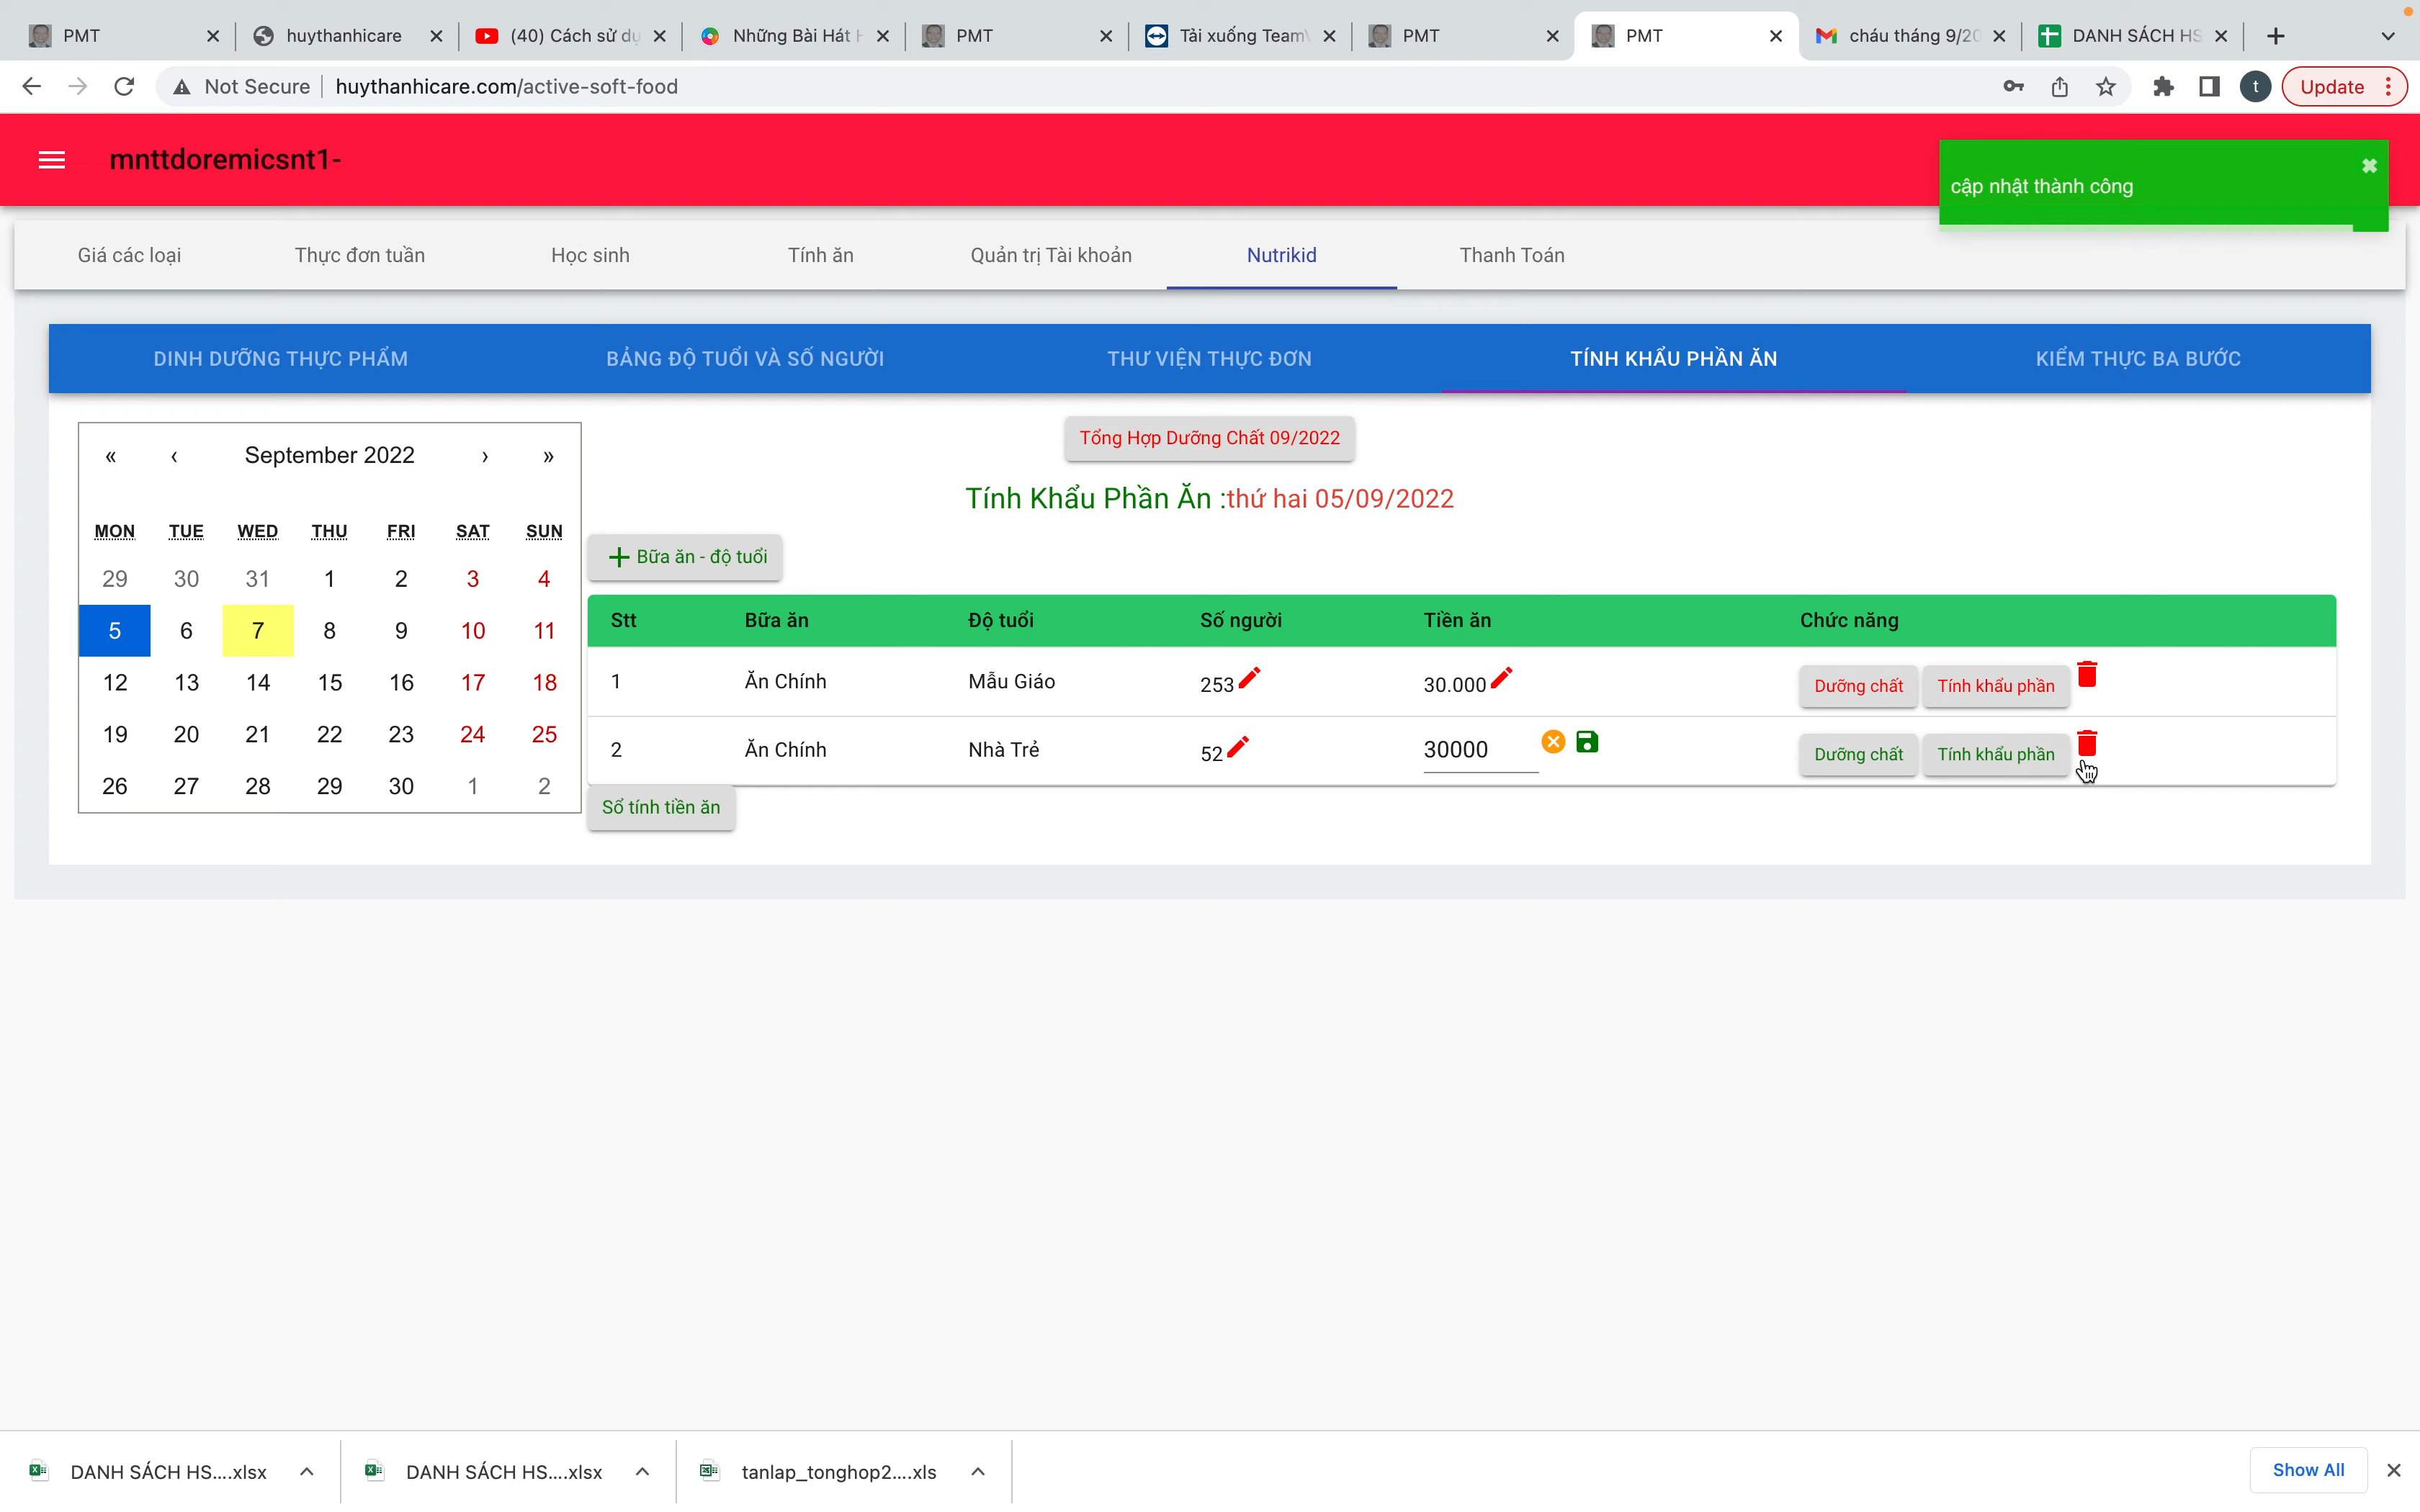 PMT
huythanhicare
(40) Cách sử dụ
Những Bài Hát H
PMT
Tải xuống Team
PMT
PMT
cháu tháng 9/20
DANH SÁCH HS
Not Secure
huythanhicare.com/active-soft-food
t
Update
mnttdoremicsnt1-
cập nhật thành công
Giá các loại
Thực đơn tuần
Học sinh
Tính ăn
Quản trị Tài khoản
Nutrikid
Thanh Toán
DINH DƯỠNG THỰC PHẨM
BẢNG ĐỘ TUỔI VÀ SỐ NGƯỜI
THƯ VIỆN THỰC ĐƠN
TÍNH KHẨU PHẦN ĂN
KIỂM THỰC BA BƯỚC
« ‹ September 2022 › »
MON TUE WED THU FRI SAT SUN
29 30 31 1 2 3 4
5 6 7 8 9 10 11
12 13 14 15 16 17 18
19 20 21 22 23 24 25
26 27 28 29 30 1 2
Tổng Hợp Dưỡng Chất 09/2022
Tính Khẩu Phần Ăn :thứ hai 05/09/2022
Bữa ăn - độ tuổi
Stt Bữa ăn Độ tuổi Số người Tiền ăn Chức năng
1 Ăn Chính Mẫu Giáo 253 30.000 Dưỡng chất Tính khẩu phần
2 Ăn Chính Nhà Trẻ 52 30000 Dưỡng chất Tính khẩu phần
Sổ tính tiền ăn
DANH SÁCH HS....xlsx
DANH SÁCH HS....xlsx
tanlap_tonghop2....xls
Show All